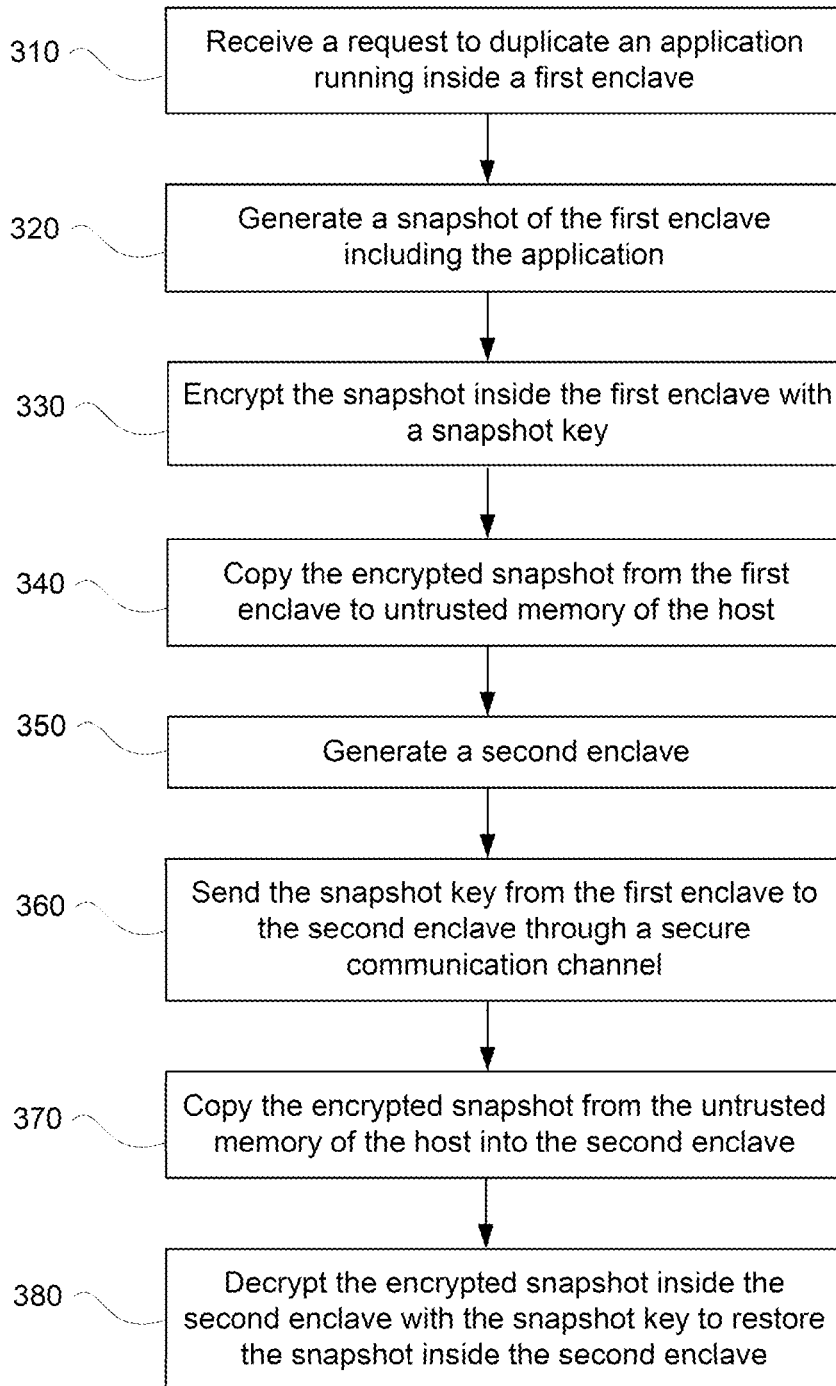 310
Receive a request to duplicate an application
running inside a first enclave
320
Generate a snapshot of the first enclave
including the application
330
Encrypt the snapshot inside the first enclave with
a snapshot key
340
Copy the encrypted snapshot from the first
enclave to untrusted memory of the host
350
Generate a second enclave
360
Send the snapshot key from the first enclave to
the second enclave through a secure
communication channel
370
Copy the encrypted snapshot from the untrusted
memory of the host into the second enclave
380
Decrypt the encrypted snapshot inside the
second enclave with the snapshot key to restore
the snapshot inside the second enclave